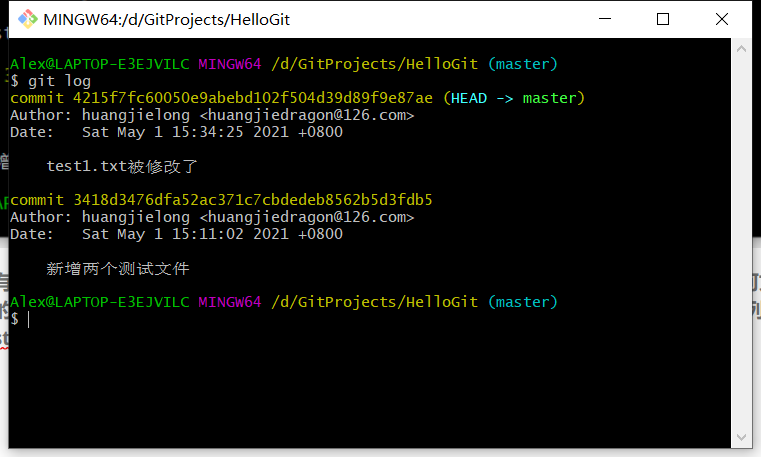 MINGW64:/d/GitProjects/HelloGit
Alex@LAPTOP-E3EJVILC MINGW64 /d/GitProjects/HelloGit (master)
$ git log
commit 4215f7fc60050e9abebd102f504d39d89f9e87ae (HEAD -> master)
Author: huangjielong <huangjiedragon@126.com>
Date:   Sat May 1 15:34:25 2021 +0800
test1.txt被修改了
commit 3418d3476dfa52ac371c7cbdedeb8562b5d3fdb5
Author: huangjielong <huangjiedragon@126.com>
Date:   Sat May 1 15:11:02 2021 +0800
新增两个测试文件
Alex@LAPTOP-E3EJVILC MINGW64 /d/GitProjects/HelloGit (master)
$